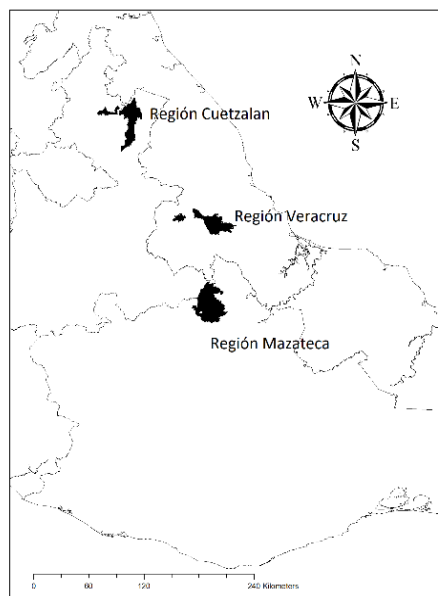 N
Región Cuetzalan
W E
S
Región Veracruz
Región Mazateca
0 60 120 240 Kilometers